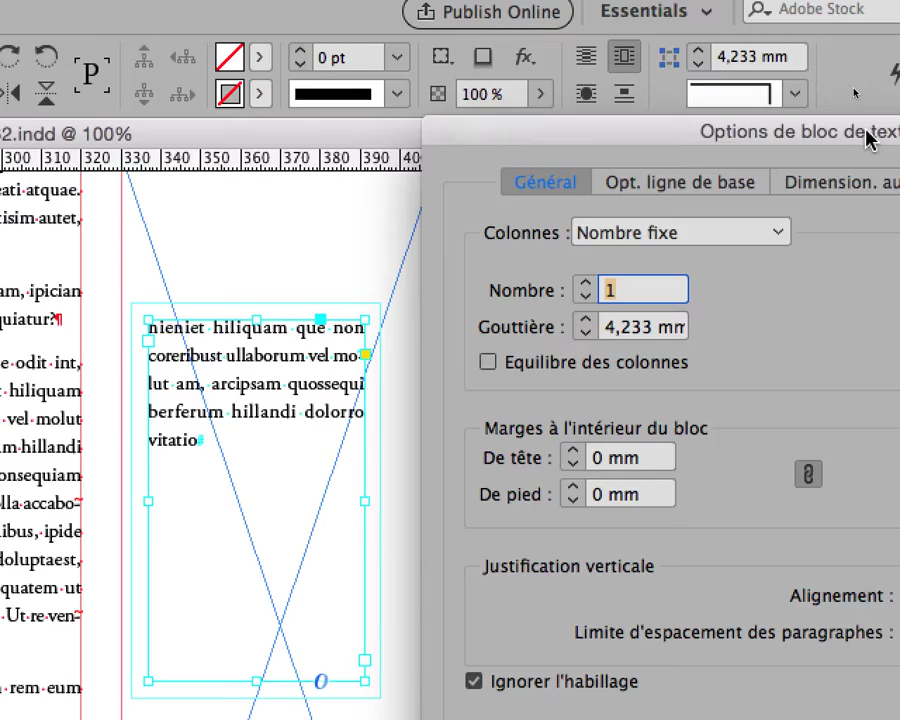 Publish Online
Essentials
Adobe Stock
P
0 pt
fx.
4,233 mm
100 %
2.indd @ 100%
300 310 320 330 340 350 360 370 380 390 400
Options de bloc de text
Général
Opt. ligne de base
Dimension. au
Colonnes : Nombre fixe
Nombre : 1
Gouttière : 4,233 mm
Equilibre des colonnes
Marges à l'intérieur du bloc
De tête : 0 mm
De pied : 0 mm
Justification verticale
Alignement :
Limite d'espacement des paragraphes :
Ignorer l'habillage
eati atquae.
tisim autet,
am, ipician
quiatur?¶
e odit int,
t hiliquam
vel molut
m hillandi
onsequiam
lla accabo-
ibus, ipide
doluptaest,
quatem ut
Ut re ven-
rem eum
nieniet hiliquam que non
coreribust ullaborum vel mo
lut am, arcipsam quossequi
berferum hillandi dolorro
vitatio#